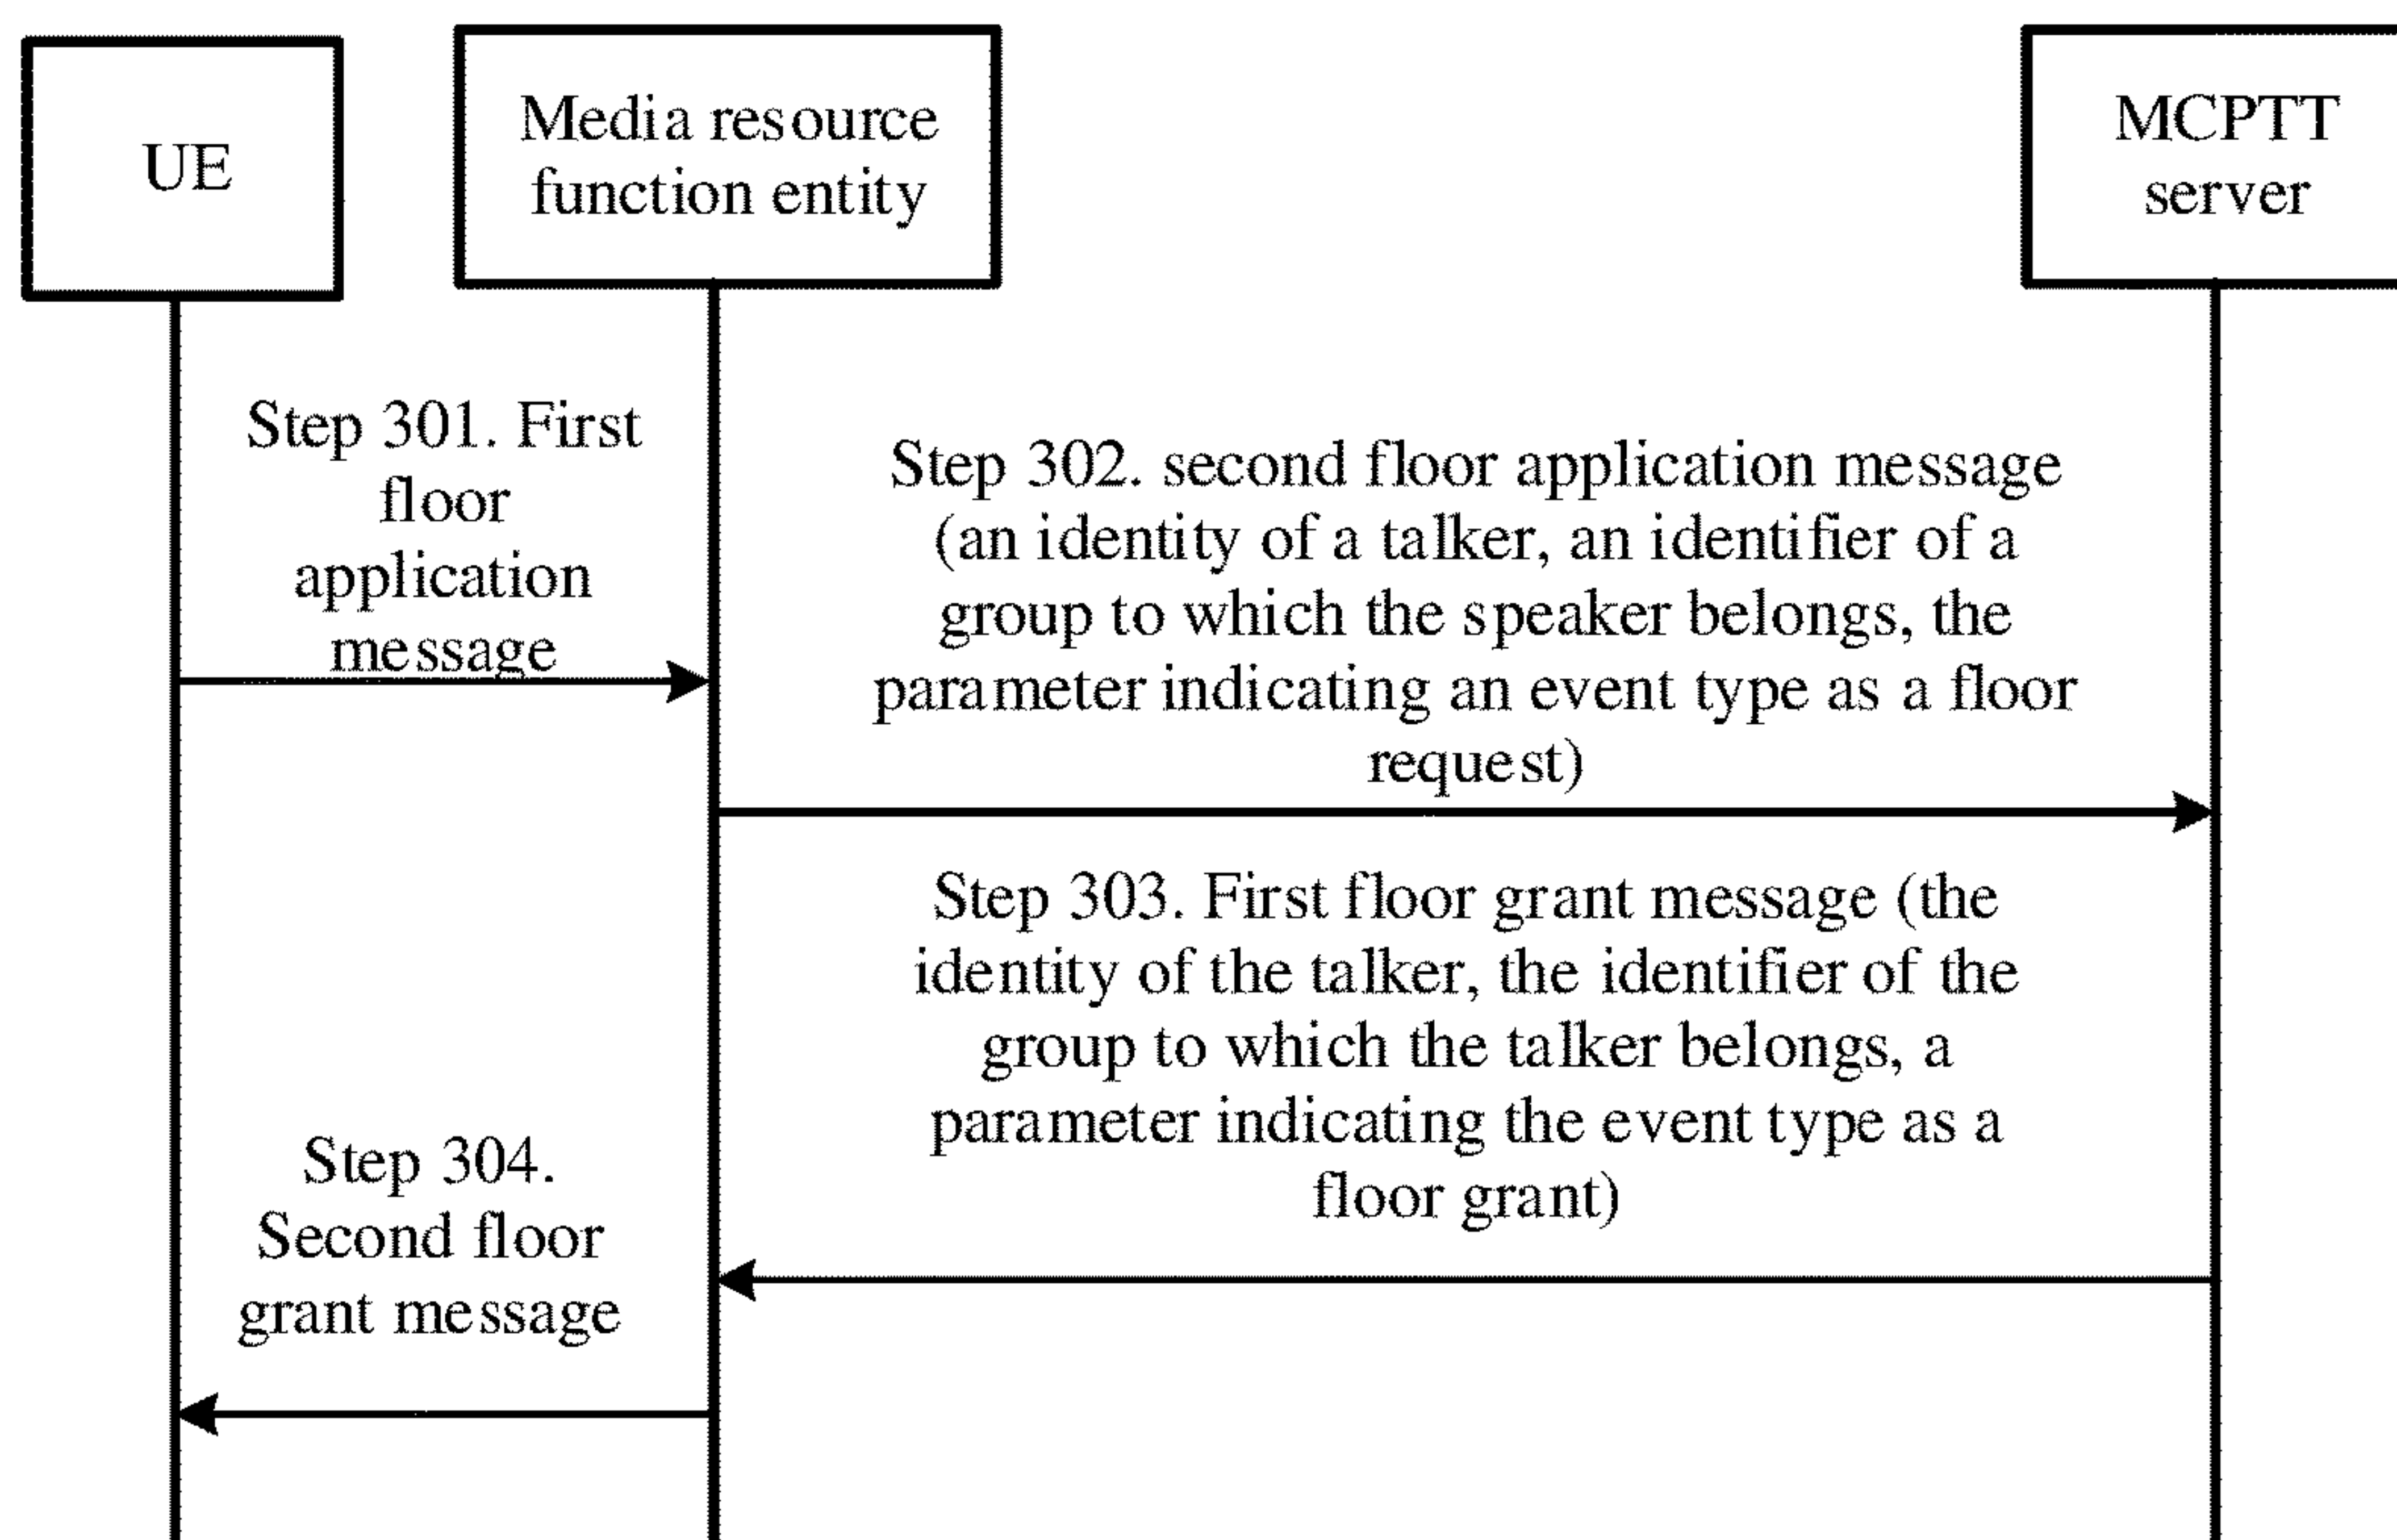 UE
Media resource
function entity
MCPTT
server
Step 301. First
floor
application
message
Step 302. second floor application message
(an identity of a talker, an identifier of a
group to which the speaker belongs, the
parameter indicating an event type as a floor
request)
Step 303. First floor grant message (the
identity of the talker, the identifier of the
group to which the talker belongs, a
parameter indicating the event type as a
floor grant)
Step 304.
Second floor
grant message